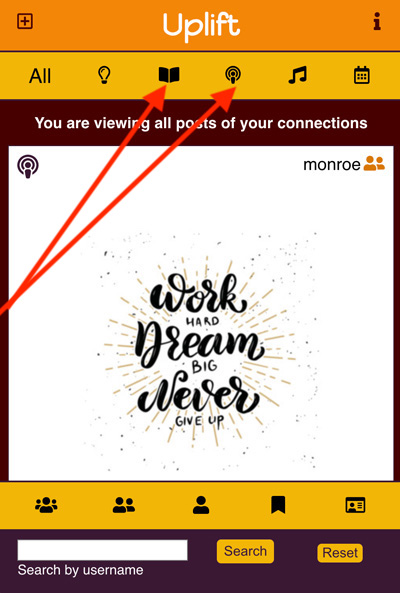 Uplift
All
You are viewing all posts of your connections
monroe
Work
HARD
Dream
BIG
Never
GIVE UP
Search
Reset
Search by username